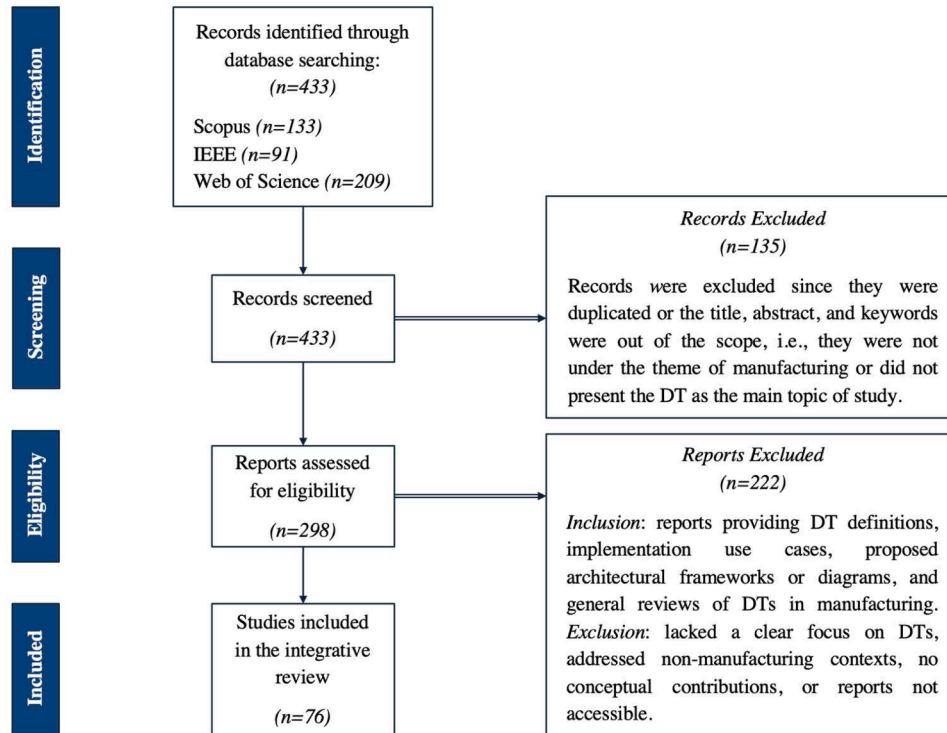 Identification
Records identified through
database searching:
(n=433)
Scopus (n=133)
IEEE (n=91)
Web of Science (n=209)
Records Excluded
(n=135)
Records were excluded since they were
duplicated or the title, abstract, and keywords
were out of the scope, i.e., they were not
under the theme of manufacturing or did not
present the DT as the main topic of study.
Screening
Records screened
(n=433)
Eligibility
Reports assessed
for eligibility
(n=298)
Reports Excluded
(n=222)
Inclusion: reports providing DT definitions,
implementation use cases, proposed
architectural frameworks or diagrams, and
general reviews of DTs in manufacturing.
Exclusion: lacked a clear focus on DTs,
addressed non-manufacturing contexts, no
conceptual contributions, or reports not
accessible.
Included
Studies included
in the integrative
review
(n=76)